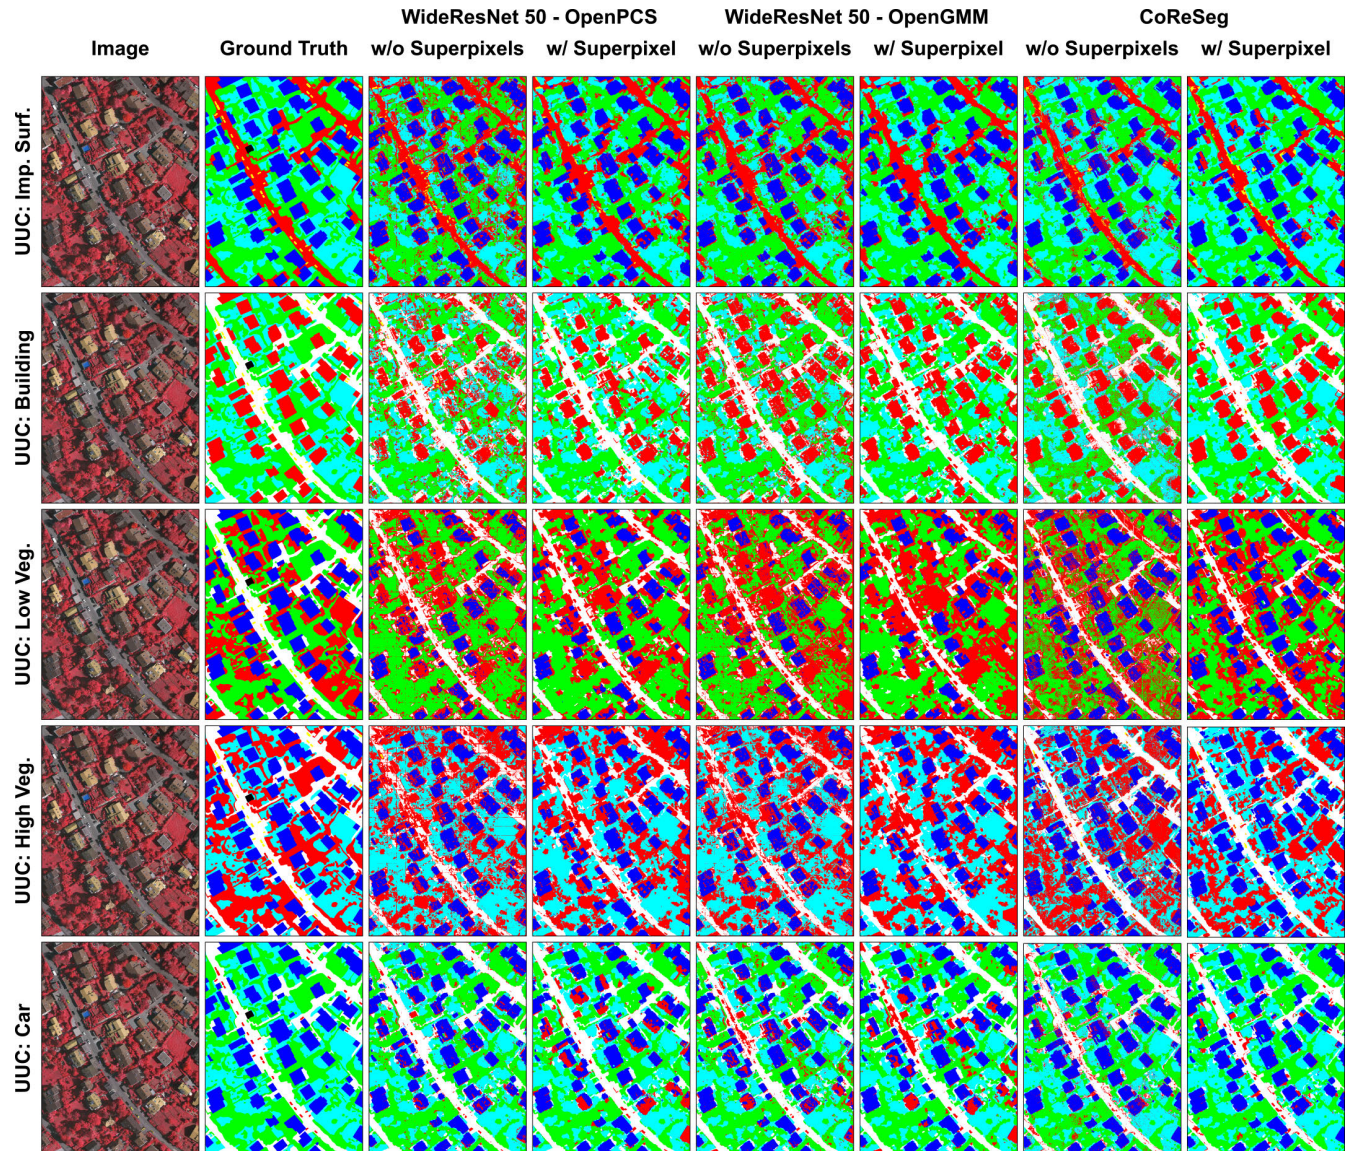 WideResNet 50 - OpenPCS WideResNet 50 - OpenGMM CoReSeg
Image Ground Truth w/o Superpixels w/ Superpixel w/o Superpixels w/ Superpixel w/o Superpixels w/ Superpixel
UUC: Imp. Surf.
UUC: Building
UUC: Low Veg.
UUC: High Veg.
UUC: Car